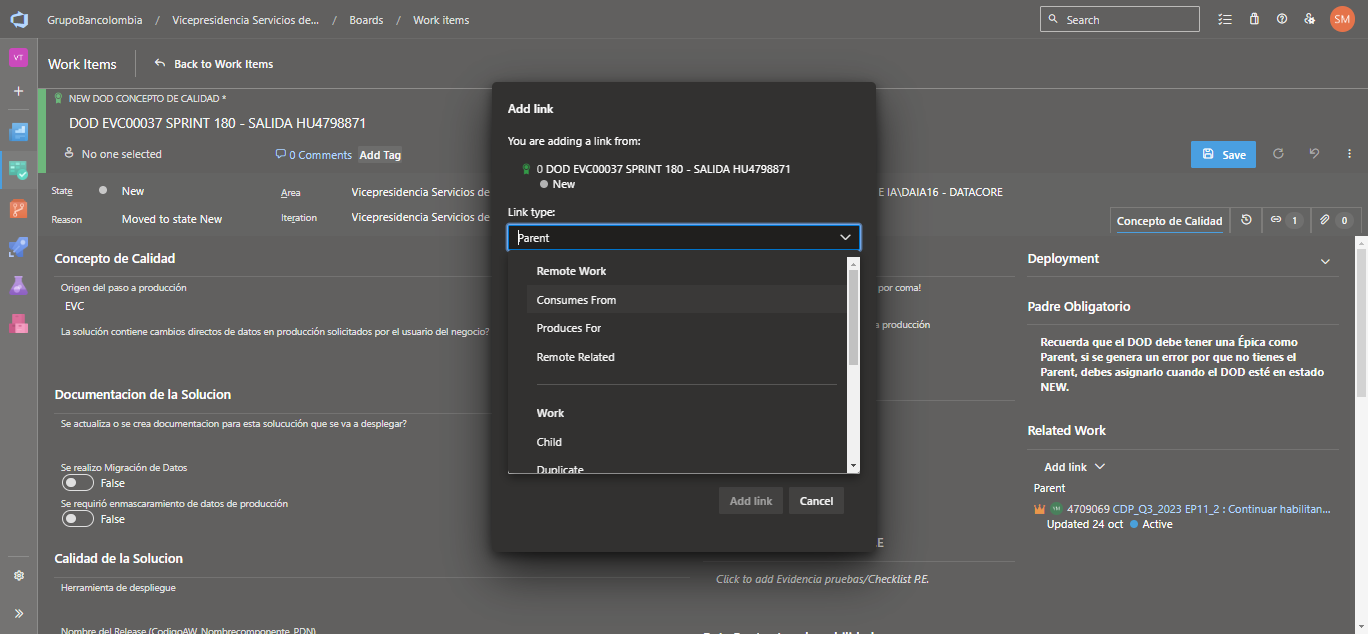 GrupoBancolombia / Vicepresidencia Servicios de... / Boards / Work items
Search
SM
VT
Work Items
Back to Work Items
NEW DOD CONCEPTO DE CALIDAD *
DOD EVC00037 SPRINT 180 - SALIDA HU4798871
No one selected
0 Comments
Add Tag
Save
State
New
Area
Vicepresidencia Servicios de
E IA\DAIA16 - DATACORE
Reason
Moved to state New
Iteration
Vicepresidencia Servicios de
Concepto de Calidad
1
0
Concepto de Calidad
Origen del paso a producción
EVC
La solución contiene cambios directos de datos en producción solicitados por el usuario del negocio?
Documentacion de la Solucion
Se actualiza o se crea documentacion para esta solucución que se va a desplegar?
Se realizo Migración de Datos
False
Se requirió enmascaramiento de datos de producción
False
Calidad de la Solucion
Herramienta de despliegue
Nombre del Release (CodigoAW_Nombrecomponente_PDN)
Add link
You are adding a link from:
0 DOD EVC00037 SPRINT 180 - SALIDA HU4798871
New
Link type:
Parent
Remote Work
Consumes From
Produces For
Remote Related
Work
Child
Duplicate
Add link
Cancel
por coma!
a producción
E
Click to add Evidencia pruebas/Checklist P.E.
Deployment
Padre Obligatorio
Recuerda que el DOD debe tener una Épica como
Parent, si se genera un error por que no tienes el
Parent, debes asignarlo cuando el DOD esté en estado
NEW.
Related Work
Add link
Parent
4709069 CDP_Q3_2023 EP11_2 : Continuar habilitan...
Updated 24 oct
Active